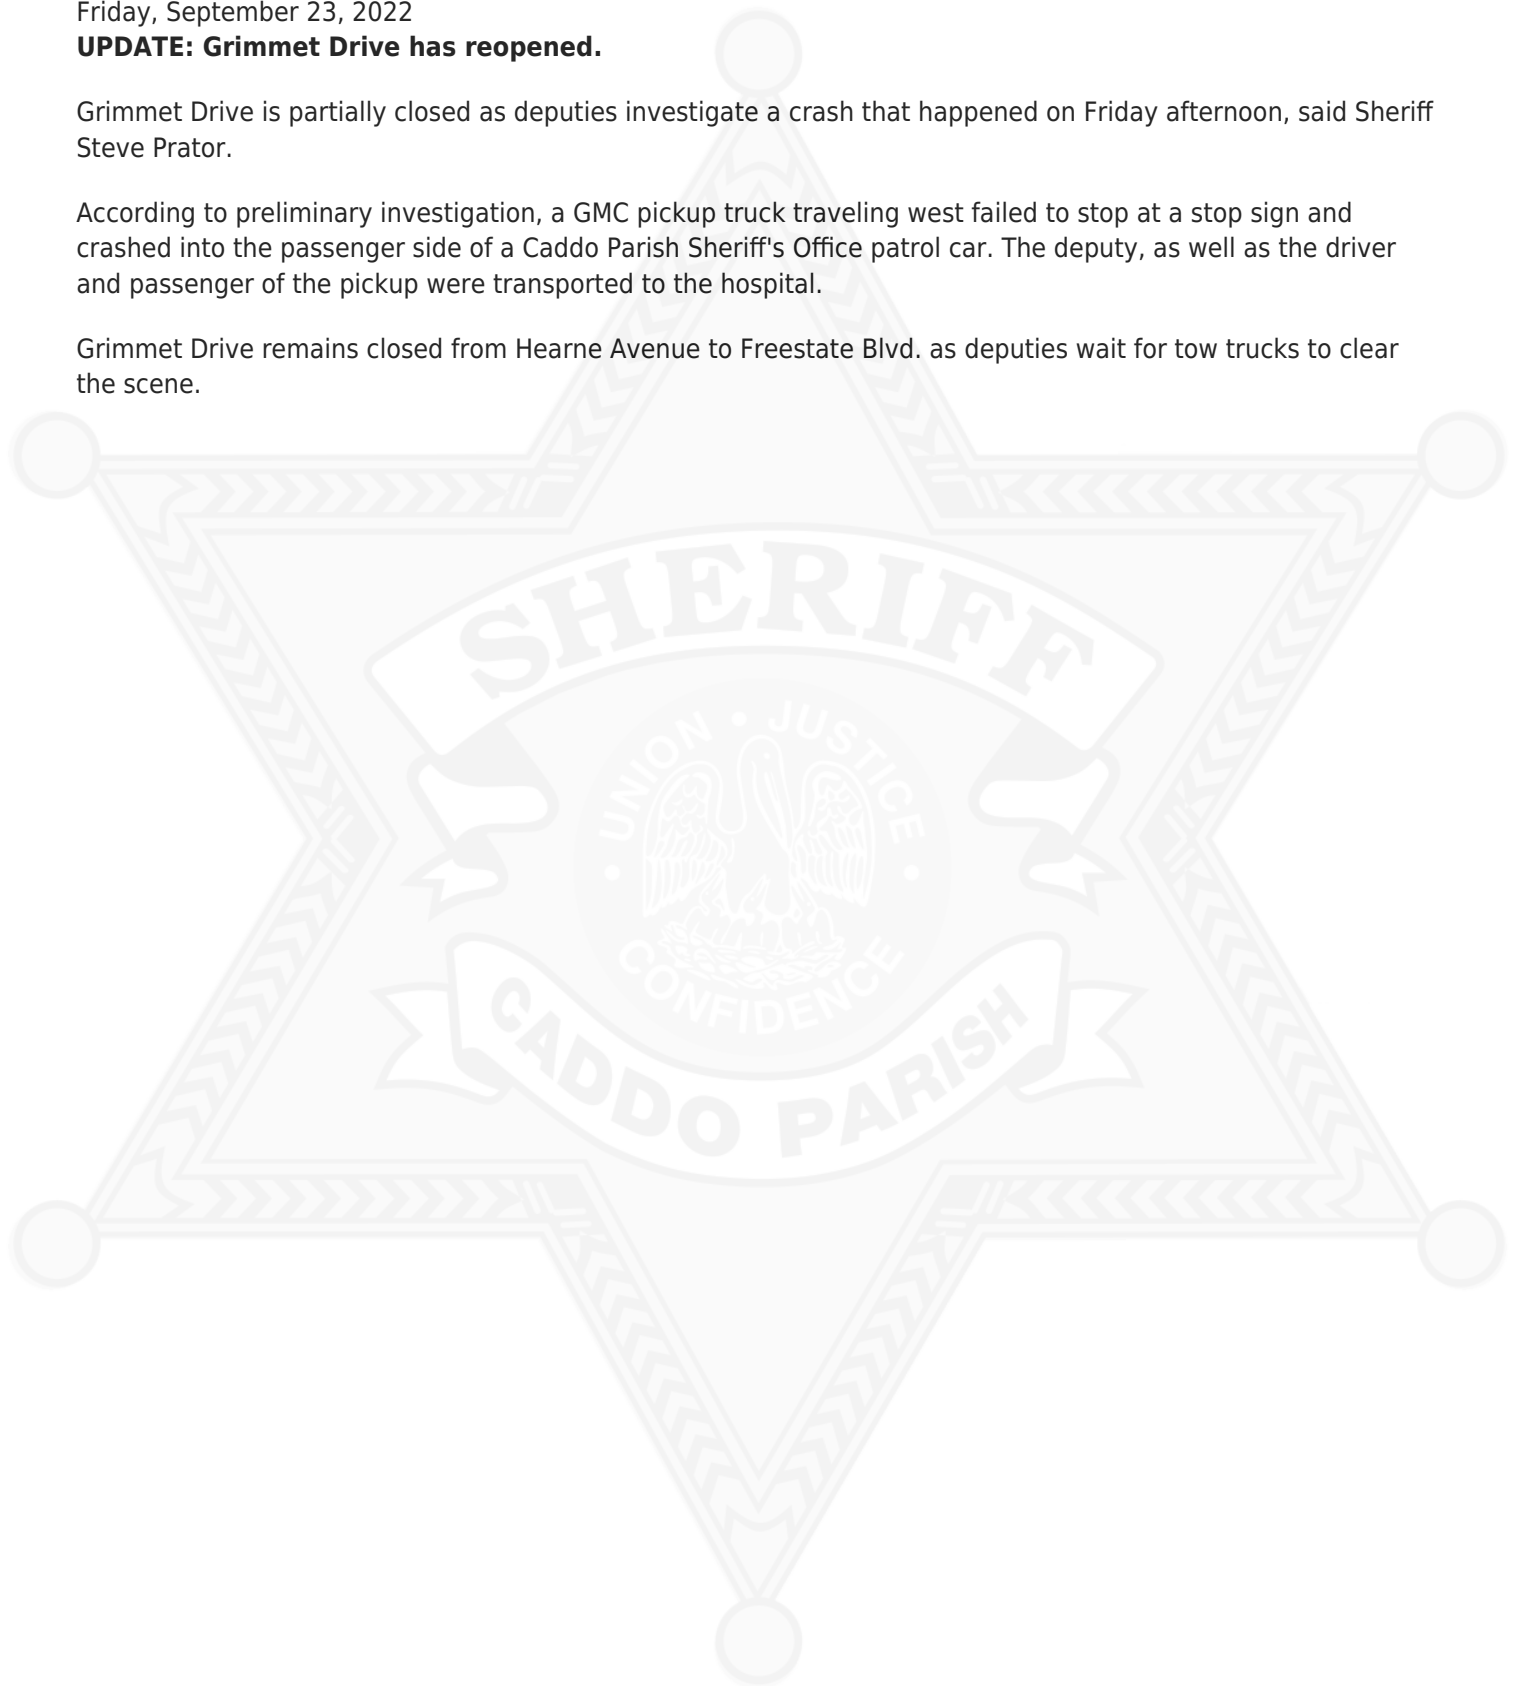 Friday, September 23, 2022
UPDATE: Grimmet Drive has reopened.
Grimmet Drive is partially closed as deputies investigate a crash that happened on Friday afternoon, said Sheriff
Steve Prator.
According to preliminary investigation, a GMC pickup truck traveling west failed to stop at a stop sign and
crashed into the passenger side of a Caddo Parish Sheriff's Office patrol car. The deputy, as well as the driver
and passenger of the pickup were transported to the hospital.
Grimmet Drive remains closed from Hearne Avenue to Freestate Blvd. as deputies wait for tow trucks to clear
the scene.
SHERIFF
UNION • JUSTICE •
• CONFIDENCE
CADDO PARISH